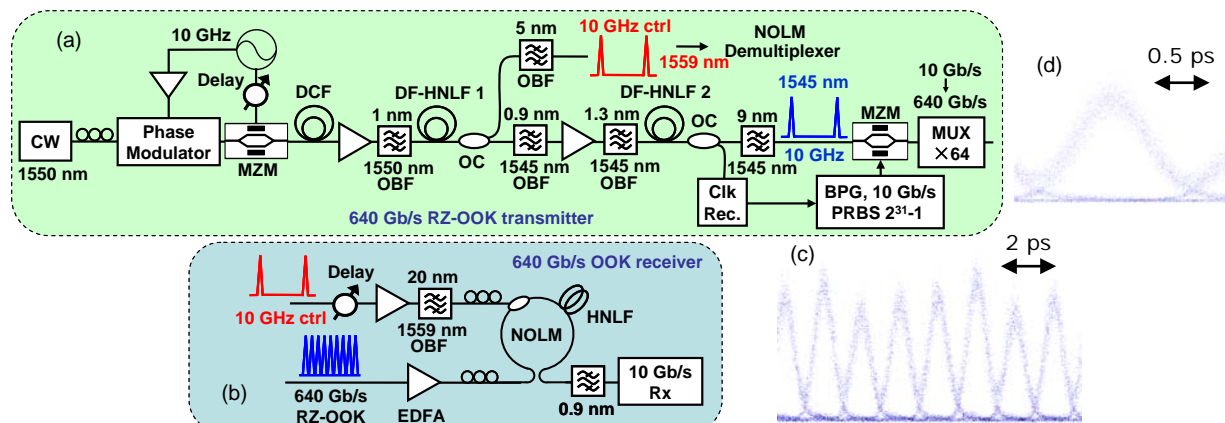 (a)
10 GHz
Delay
DCF
CW
1550 nm
Phase
Modulator
MZM
1 nm
1550 nm
OBF
DF-HNLF 1
OC
5 nm
OBF
10 GHz ctrl
1559 nm
NOLM
Demultiplexer
0.9 nm
1545 nm
OBF
1.3 nm
1545 nm
OBF
DF-HNLF 2
OC
9 nm
1545 nm
1545 nm
10 GHz
MZM
10 Gb/s
640 Gb/s
MUX
×64
Clk
Rec.
BPG, 10 Gb/s
PRBS 2³¹-1
640 Gb/s RZ-OOK transmitter
(d)
0.5 ps
640 Gb/s OOK receiver
10 GHz ctrl
Delay
20 nm
1559 nm
OBF
NOLM
HNLF
640 Gb/s
RZ-OOK
(b)
EDFA
0.9 nm
10 Gb/s
Rx
(c)
2 ps